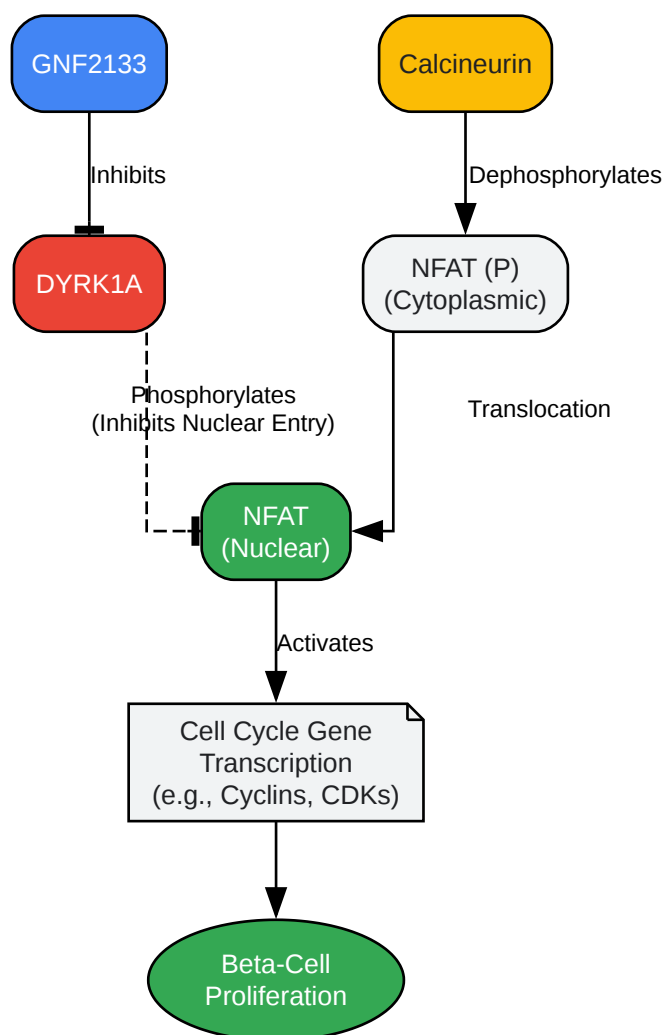 GNF2133
Calcineurin
Inhibits
Dephosphorylates
DYRK1A
NFAT (P)
(Cytoplasmic)
Phosphorylates
(Inhibits Nuclear Entry)
Translocation
NFAT
(Nuclear)
Activates
Cell Cycle Gene
Transcription
(e.g., Cyclins, CDKs)
Beta-Cell
Proliferation